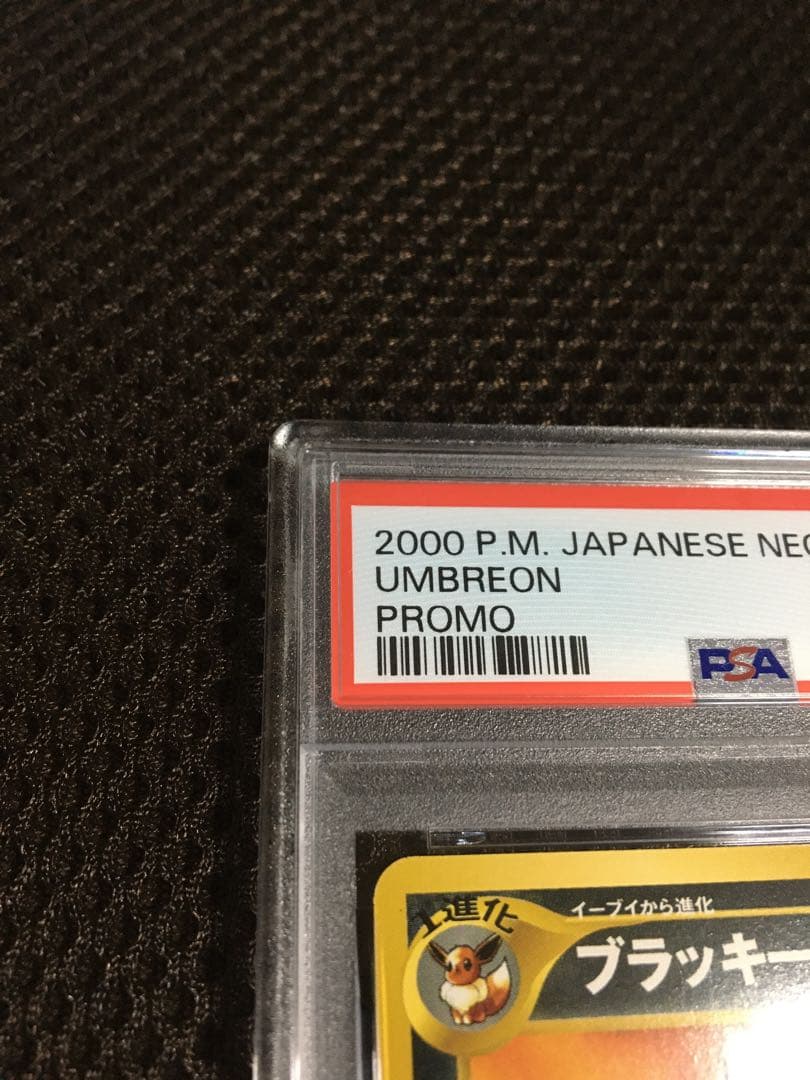 2000 P.M. JAPANESE NEO
UMBREON
PROMO
PSA
1進化
イーブイから進化
ブラッキー